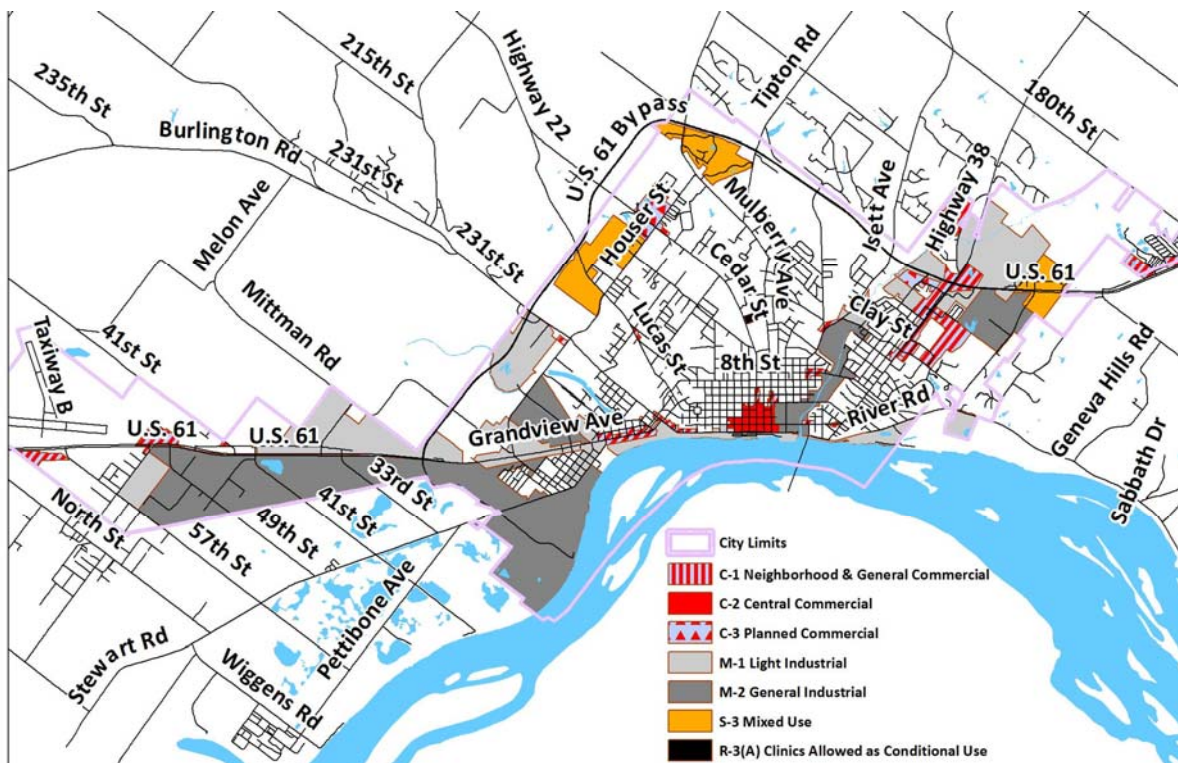 215th St
Highway 22
Tipton Rd
235th St
Burlington Rd
231st St
U.S. 61 Bypass
180th St
Melon Ave
231st St
Houser St
Mulberry Ave
Isett Ave
Highway 38
Mittman Rd
Cedar St
U.S. 61
Taxiway B
41st St
Lucas St
Clay St
8th St
Geneva Hills Rd
U.S. 61
U.S. 61
Grandview Ave
River Rd
33rd St
41st St
49th St
57th St
North St
Sabbath Dr
Pettibone Ave
Stewart Rd
Wiggens Rd
City Limits
C-1 Neighborhood & General Commercial
C-2 Central Commercial
C-3 Planned Commercial
M-1 Light Industrial
M-2 General Industrial
S-3 Mixed Use
R-3(A) Clinics Allowed as Conditional Use